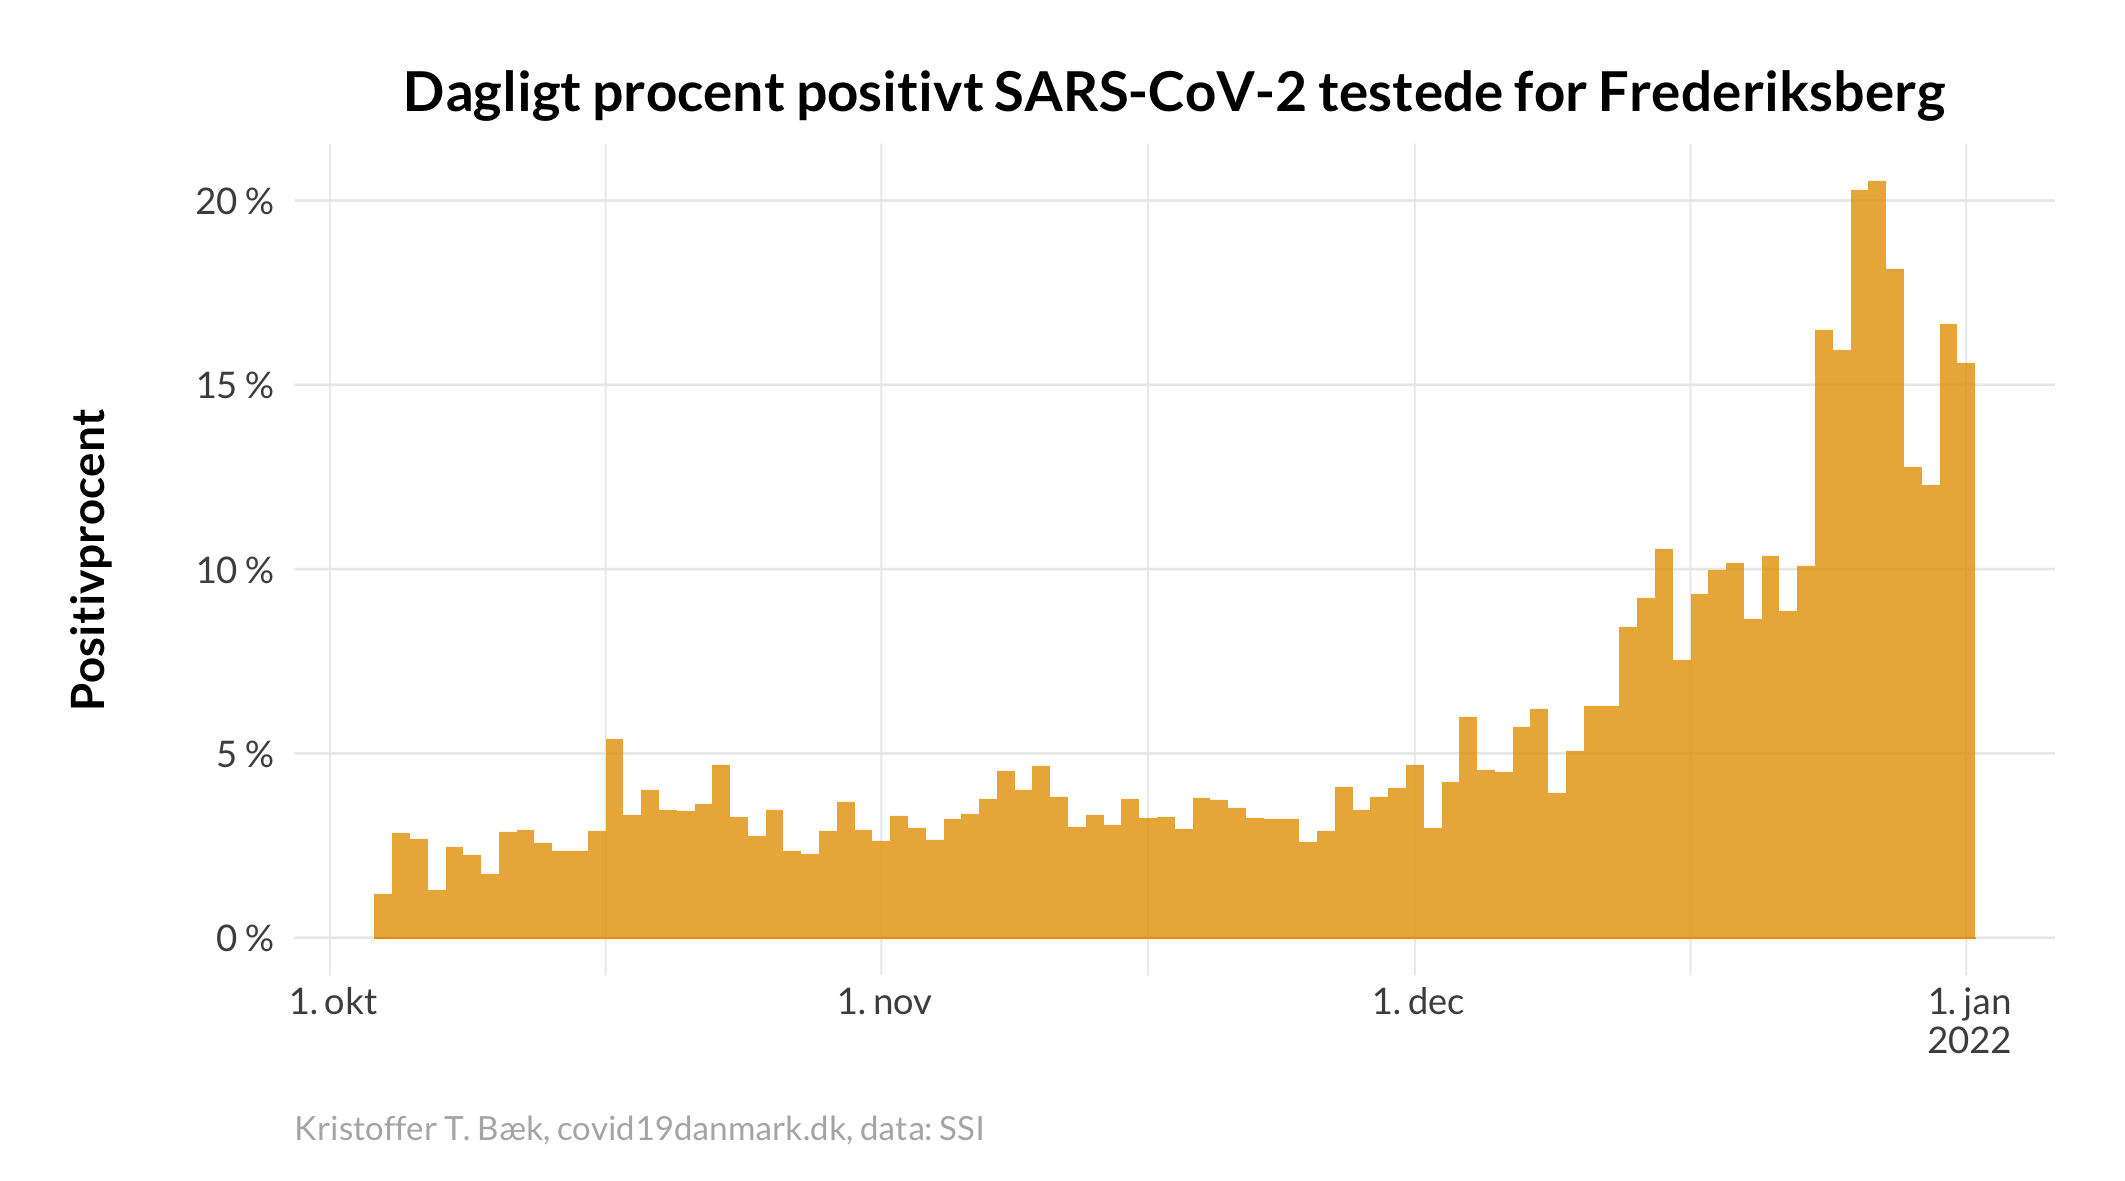 Dagligt procent positivt SARS-CoV-2 testede for Frederiksberg
Positivprocent
20 %
15 %
10 %
5 %
0 %
1. okt
1. nov
1. dec
1. jan
2022
Kristoffer T. Bæk, covid19danmark.dk, data: SSI